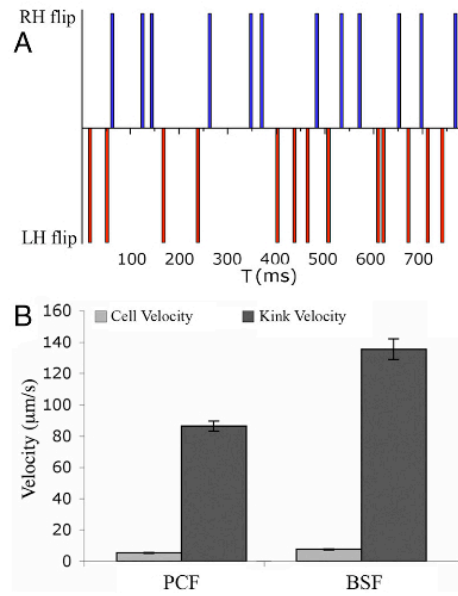 RH flip
A
LH flip
100 200 300 400 500 600 700
T (ms)
B
Cell Velocity Kink Velocity
160
140
120
100
80
60
40
20
0
Velocity (µm/s)
PCF BSF